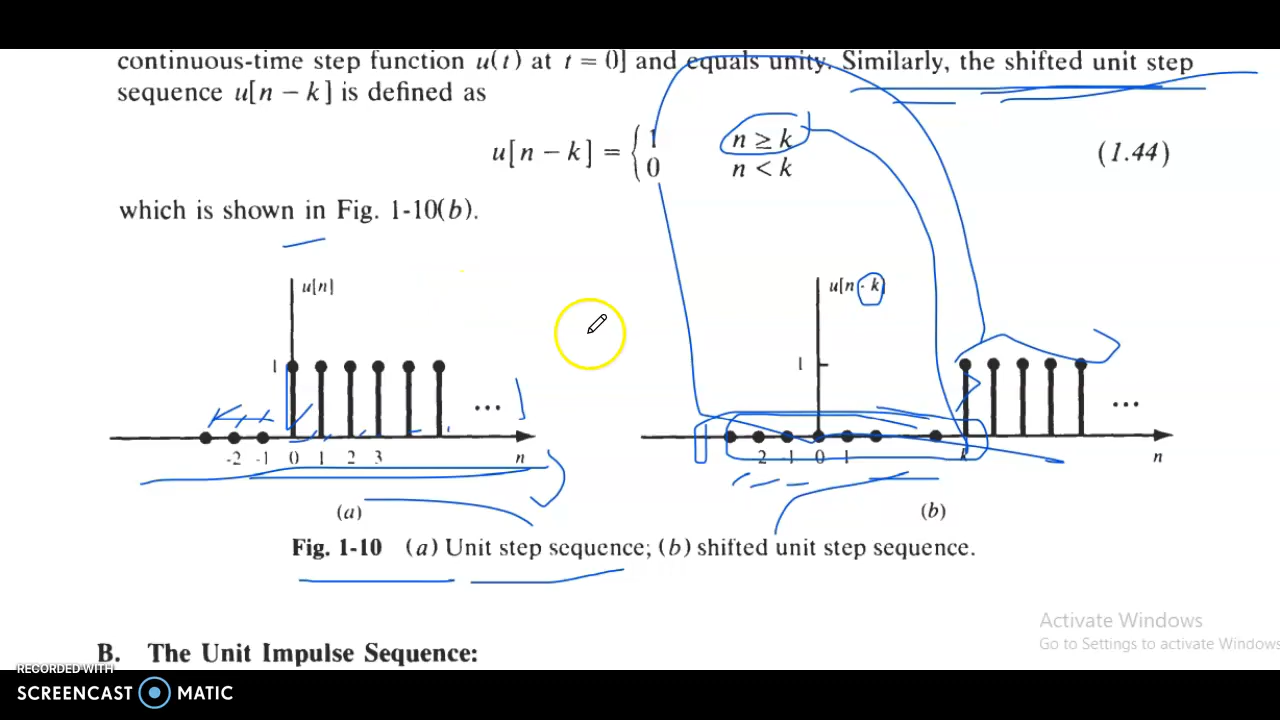 continuous-time step function u(t) at t = 0] and equals unity. Similarly, the shifted unit step
sequence u[n − k] is defined as
u[n − k] = { 1 n ≥ k
0 n < k
(1.44)
which is shown in Fig. 1-10(b).
u[n]
1
-2 -1 0 1 2 3 n
...
(a)
u[n - k]
1
-2 -1 0 1 k n
...
(b)
Fig. 1-10 (a) Unit step sequence; (b) shifted unit step sequence.
B. The Unit Impulse Sequence:
Activate Windows
Go to Settings to activate Windows
RECORDED WITH
SCREENCAST MATIC